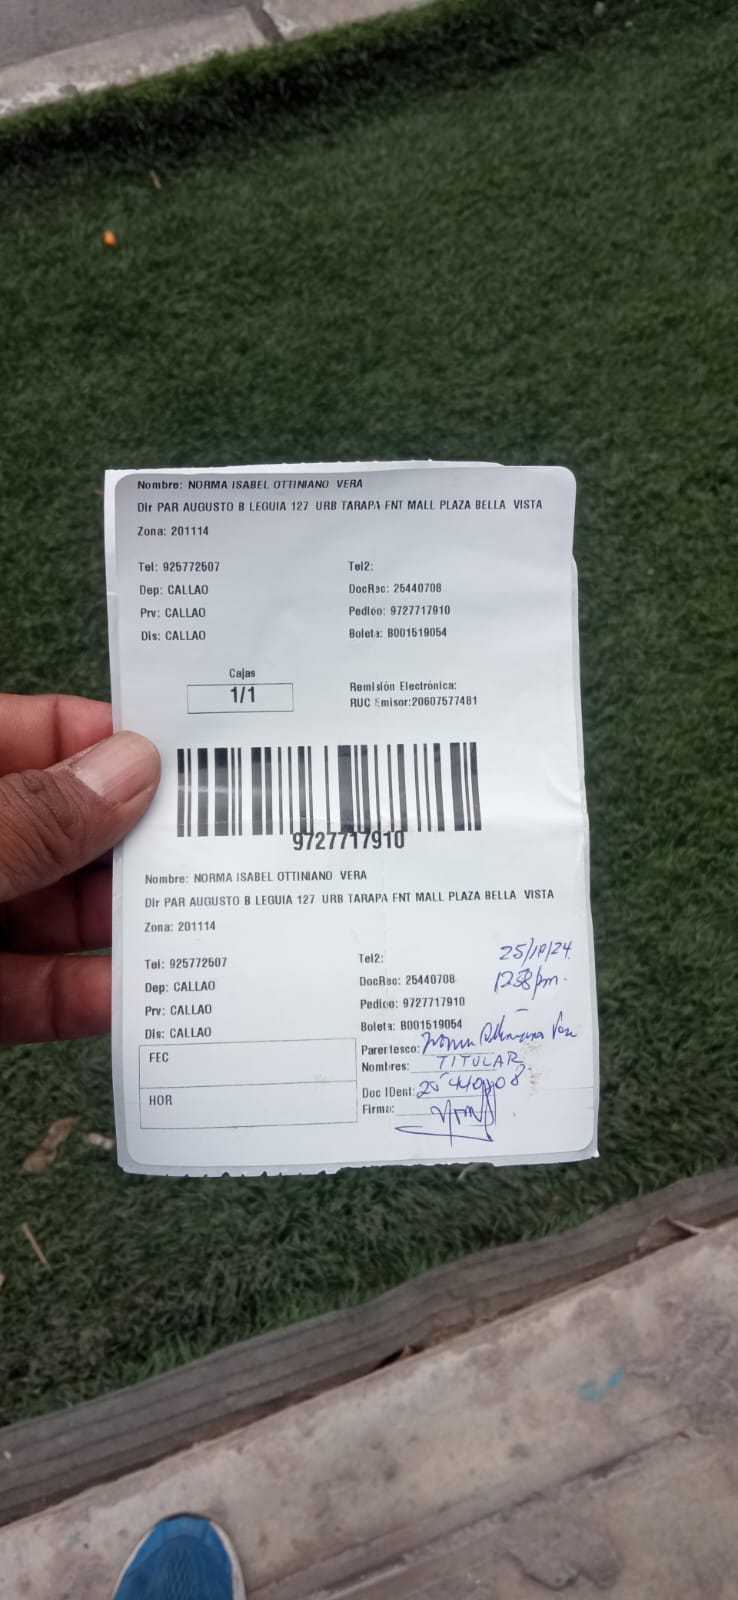 Nombre: NORMA ISABEL OTTINIANO VERA
Dir PAR AUGUSTO B LEGUIA 127 URB TARAPA FNT MALL PLAZA BELLA VISTA
Zona: 201114
Tel: 925772507 Tel2:
Dep: CALLAO DocRec: 25440708
Prv: CALLAO Pedido: 9727717910
Dis: CALLAO Boleta: B001519054
Cajas
1/1
Remisión Electrónica:
RUC Emisor:20607577481
9727717910
Nombre: NORMA ISABEL OTTINIANO VERA
Dir PAR AUGUSTO B LEGUIA 127 URB TARAPA FNT MALL PLAZA BELLA VISTA
Zona: 201114
25/10/24
Tel: 925772507 Tel2:
1258pm.
Dep: CALLAO DocRec: 25440708
Prv: CALLAO Pedido: 9727717910
Dis: CALLAO Boleta: B001519054
FEC
Parentesco:
Nombres: TITULAR
HOR
Doc IDent: 25440708
Firma: